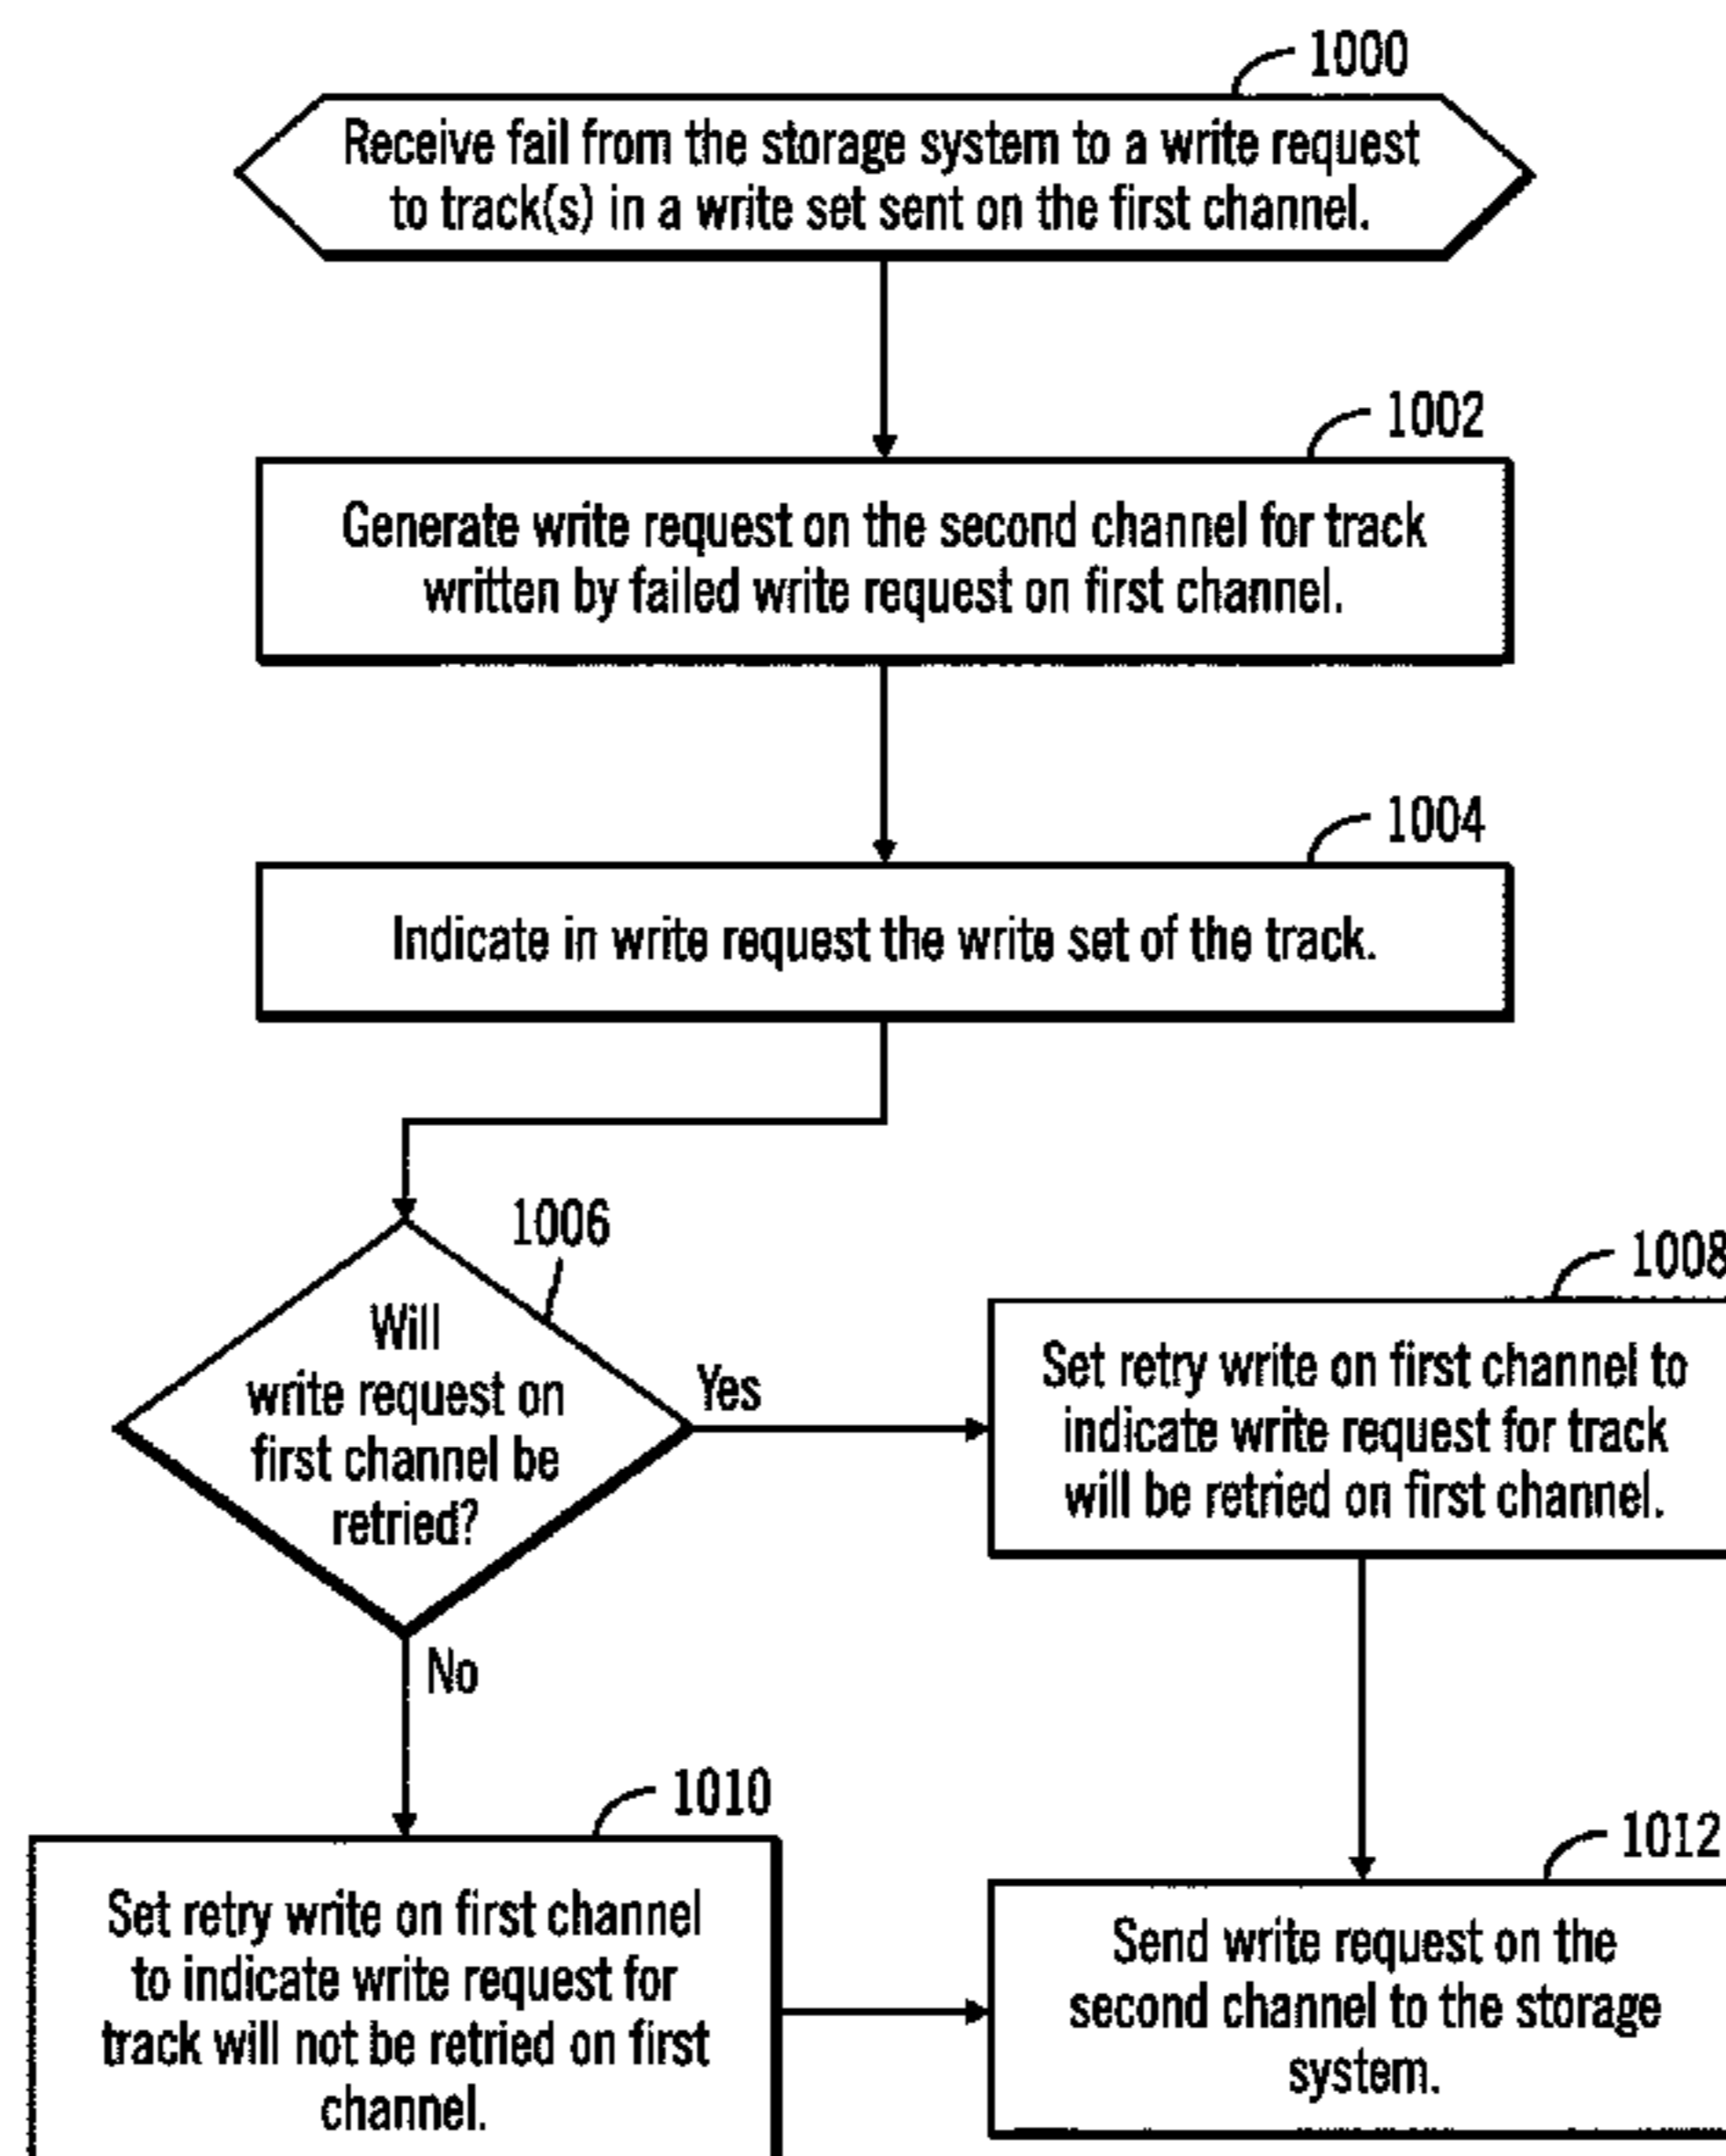 1000
Receive fail from the storage system to a write request
to track(s) in a write set sent on the first channel.
1002
Generate write request on the second channel for track
written by failed write request on first channel.
1004
Indicate in write request the write set of the track.
1006
Will
write request on
first channel be
retried?
Yes
1008
Set retry write on first channel to
indicate write request for track
will be retried on first channel.
No
1010
Set retry write on first channel
to indicate write request for
track will not be retried on first
channel.
1012
Send write request on the
second channel to the storage
system.